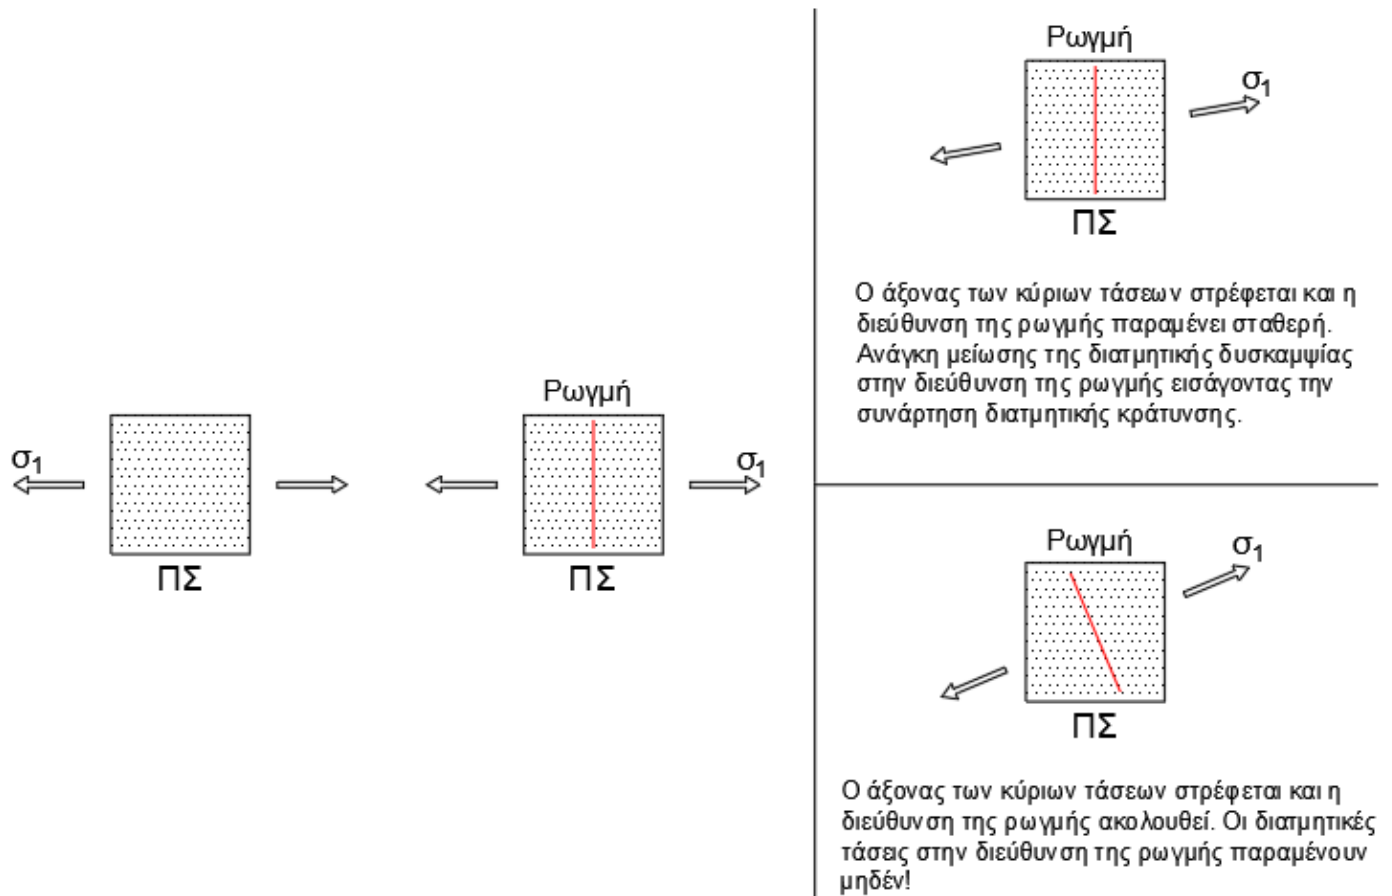 σ1
ΠΣ
Ρωγμή
σ1
ΠΣ
Ρωγμή
σ1
ΠΣ
Ο άξονας των κύριων τάσεων στρέφεται και η
διεύθυνση της ρωγμής παραμένει σταθερή.
Ανάγκη μείωσης της διατμητικής δυσκαμψίας
στην διεύθυνση της ρωγμής εισάγοντας την
συνάρτηση διατμητικής κράτυνσης.
Ρωγμή
σ1
ΠΣ
Ο άξονας των κύριων τάσεων στρέφεται και η
διεύθυνση της ρωγμής ακολουθεί. Οι διατμητικές
τάσεις στην διεύθυνση της ρωγμής παραμένουν
μηδέν!